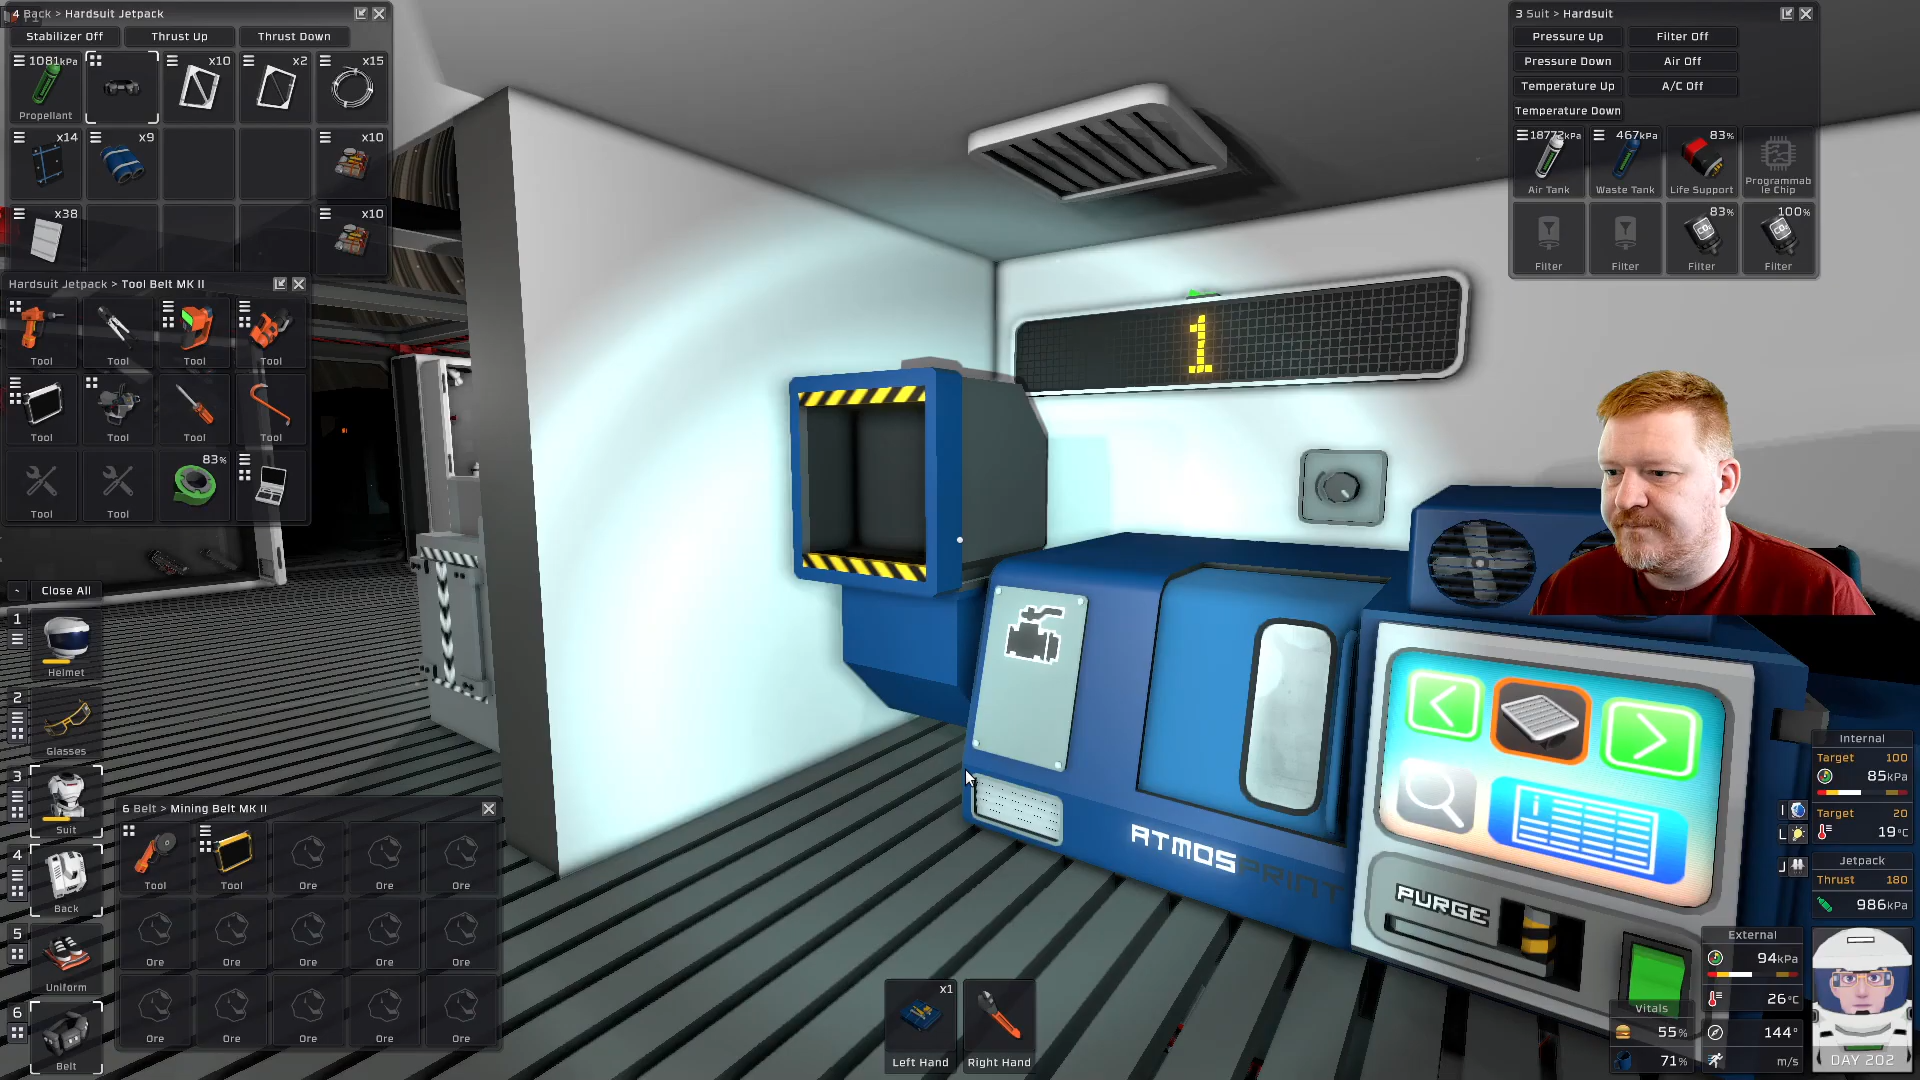 4 Back > Hardsuit Jetpack
Stabilizer Off
Thrust Up
Thrust Down
1081kPa
x10
x2
x15
Propellant
x14
x9
x10
x38
x10
Hardsuit Jetpack > Tool Belt MK II
Tool
Tool
Tool
Tool
Tool
Tool
Tool
Tool
83%
Tool
Tool
Close All
1
Helmet
2
Glasses
3
Suit
4
Back
5
Uniform
6
Belt
6 Belt > Mining Belt MK II
Tool
Tool
Ore
Ore
Ore
Ore
Ore
Ore
Ore
Ore
Ore
Ore
Ore
Ore
Ore
3 Suit > Hardsuit
Pressure Up
Filter Off
Pressure Down
Air Off
Temperature Up
A/C Off
Temperature Down
18772kPa
467kPa
83%
Air Tank
Waste Tank
Life Support
Programmab
le Chip
83%
100%
Filter
Filter
Filter
Filter
1
ATMOSPRINT
PURGE
x1
Left Hand
Right Hand
Internal
Target 100
85kPa
Target 20
19°C
I
L
J
Jetpack
Thrust 180
986kPa
External
94kPa
26°C
144°
m/s
Vitals
55%
71%
DAY 202